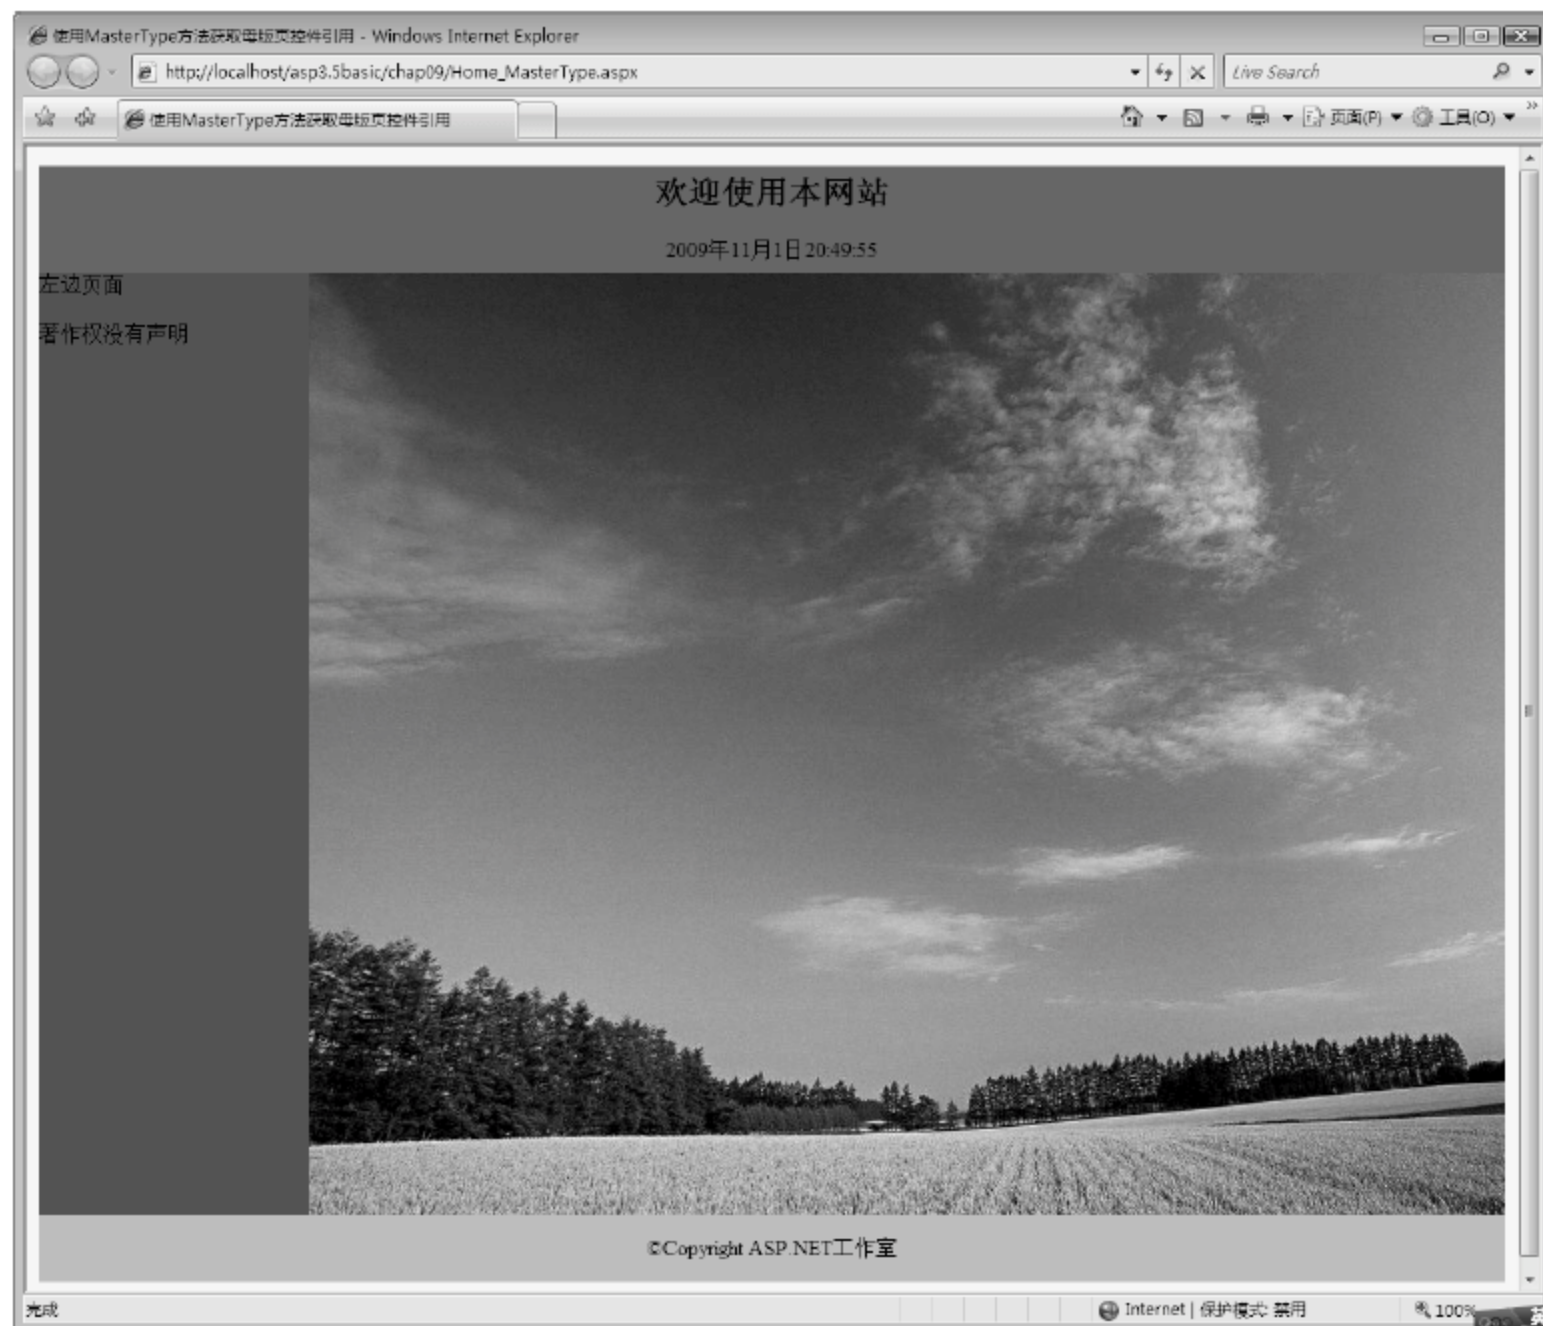 使用MasterType方法获取母版页控件引用 - Windows Internet Explorer
http://localhost/asp3.5basic/chap09/Home_MasterType.aspx
Live Search
使用MasterType方法获取母版页控件引用
页面(P)
工具(O)
欢迎使用本网站
2009年11月1日20:49:55
左边页面
著作权没有声明
©Copyright ASP.NET工作室
完成
Internet | 保护模式: 禁用
100%
英